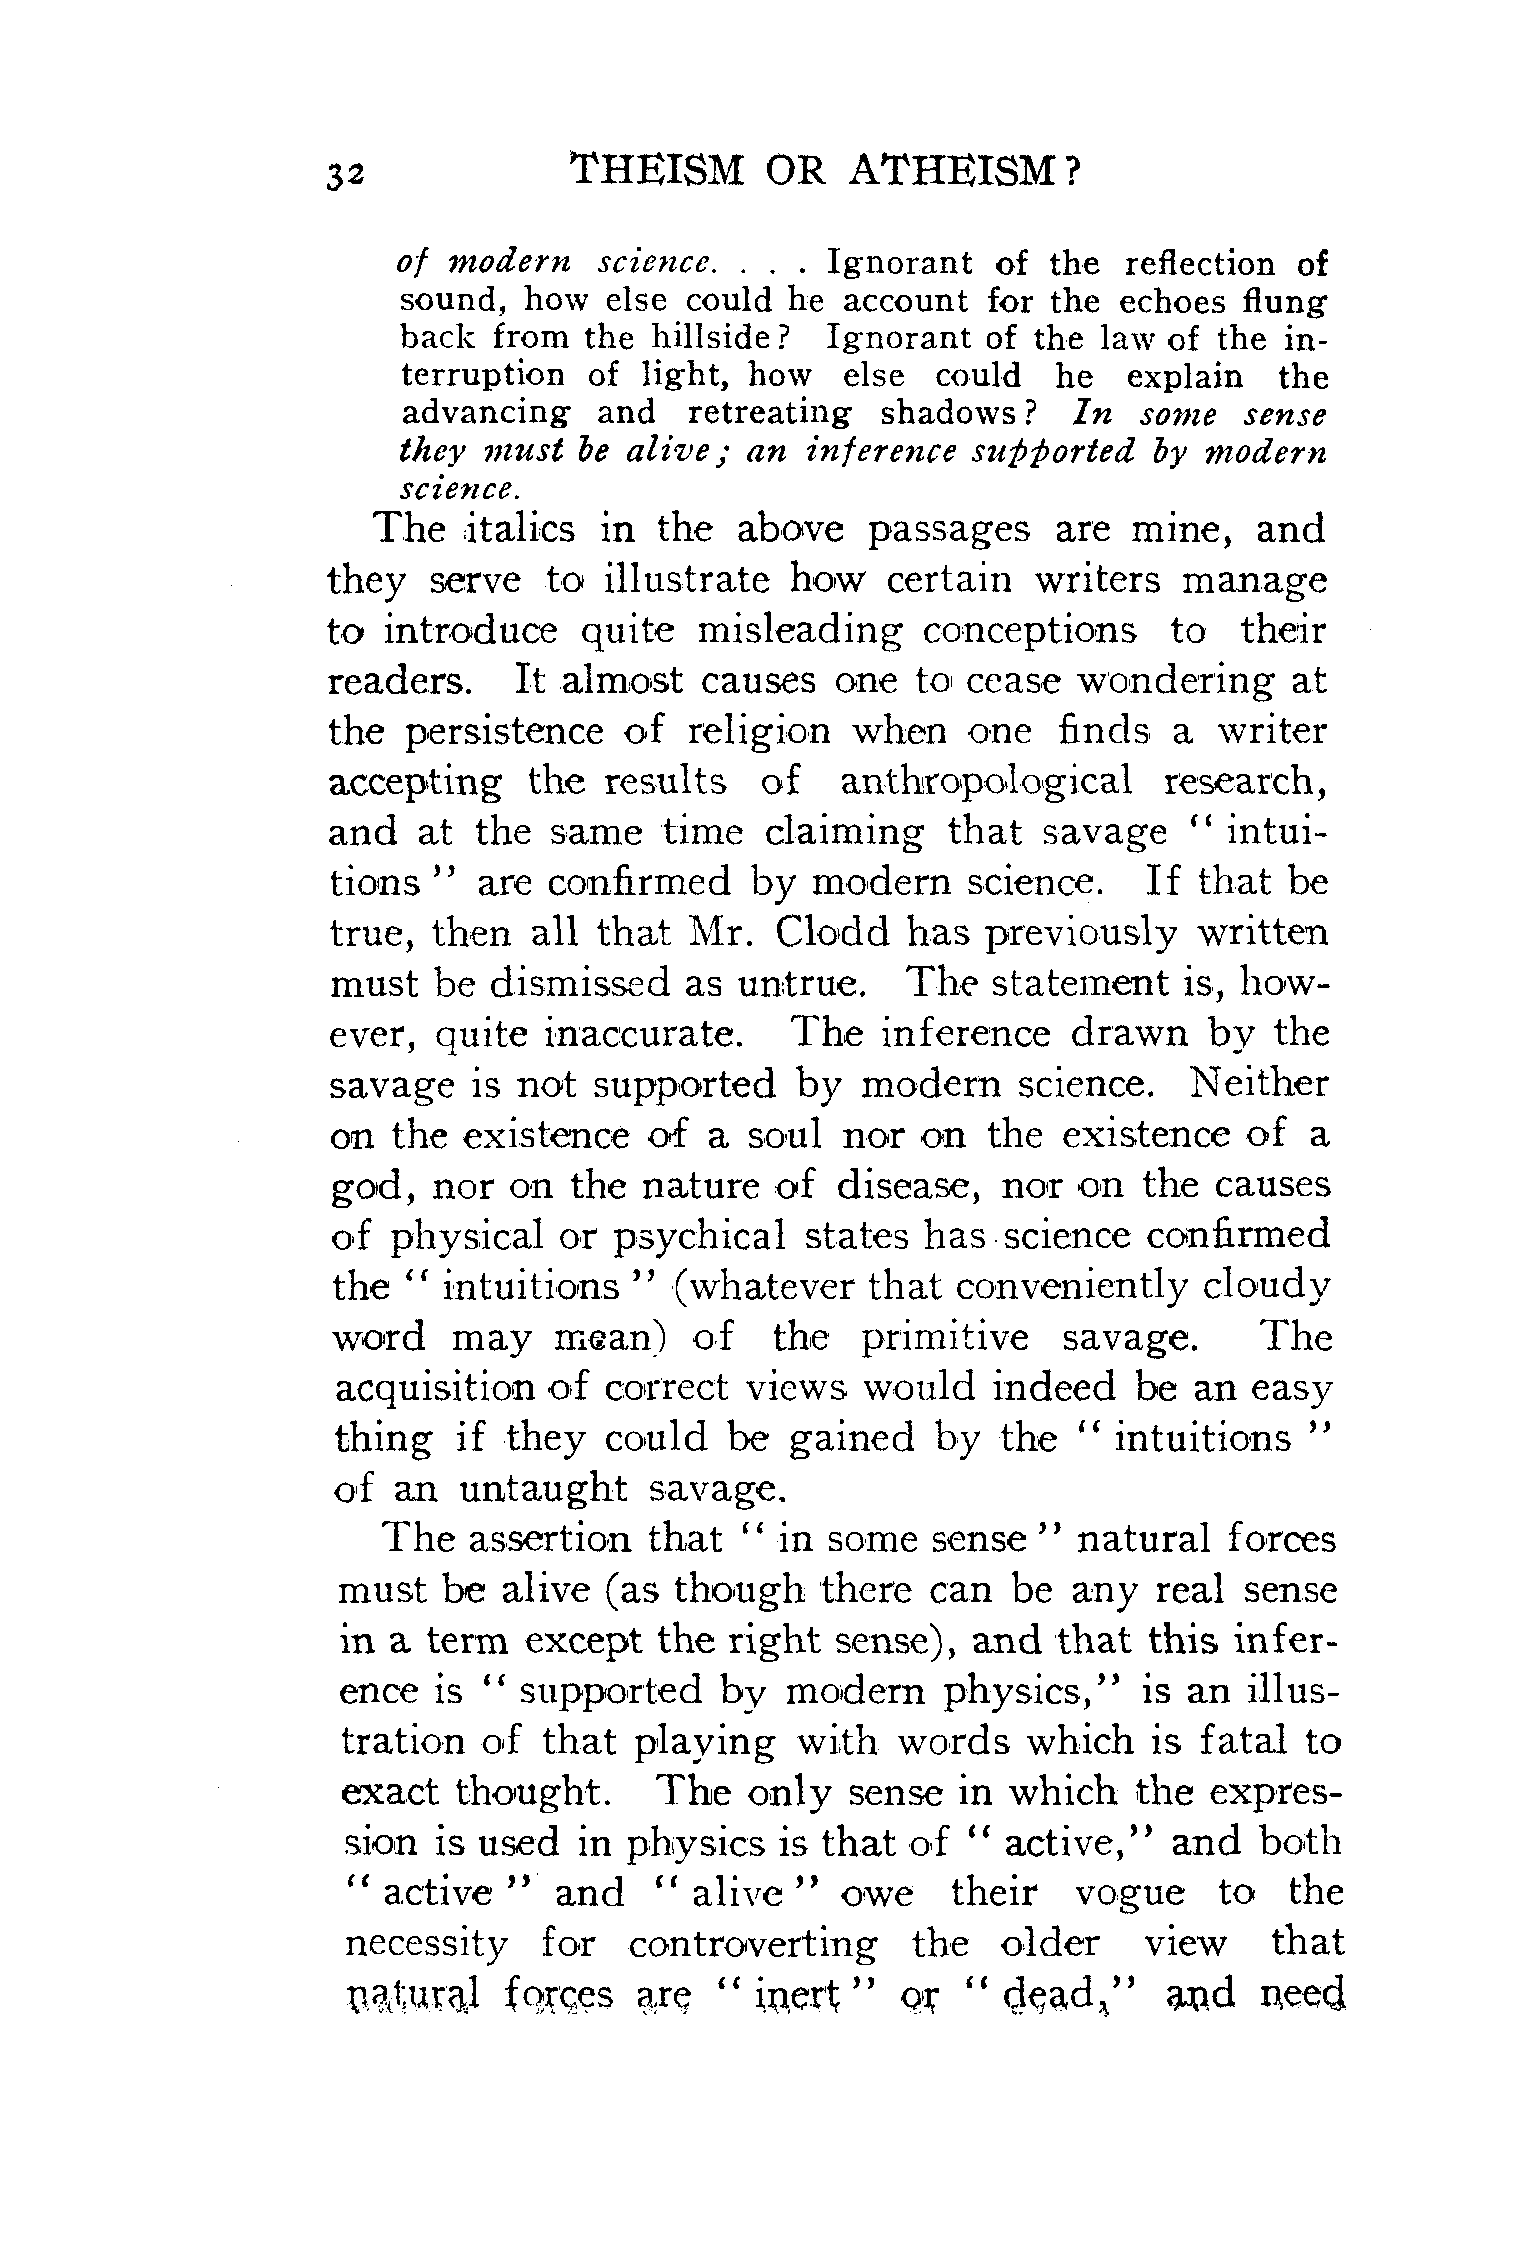 32 THEISM OR ATHEISM?
of modern science. . . . Ignorant of the reflection of
sound, how else could he account for the echoes flung
back from the hillside? Ignorant of the law of the in-
terruption of light, how else could he explain the
advancing and retreating shadows? In some sense
they must be alive; an inference supported by modern
science.
The italics in the above passages are mine, and
they serve to illustrate how certain writers manage
to introduce quite misleading conceptions to their
readers. It almost causes one to cease wondering at
the persistence of religion when one finds a writer
accepting the results of anthropological research,
and at the same time claiming that savage " intui-
tions " are confirmed by modern science. If that be
true, then all that Mr. Clodd has previously written
must be dismissed as untrue. The statement is, how-
ever, quite inaccurate. The inference drawn by the
savage is not supported by modern science. Neither
on the existence of a soul nor on the existence of a
god, nor on the nature of disease, nor on the causes
of physical or psychical states has science confirmed
the " intuitions " (whatever that conveniently cloudy
word may mean) of the primitive savage. The
acquisition of correct views would indeed be an easy
thing if they could be gained by the " intuitions "
of an untaught savage.
The assertion that " in some sense " natural forces
must be alive (as though there can be any real sense
in a term except the right sense), and that this infer-
ence is " supported by modern physics," is an illus-
tration of that playing with words which is fatal to
exact thought. The only sense in which the expres-
sion is used in physics is that of " active," and both
" active " and " alive " owe their vogue to the
necessity for controverting the older view that
natural forces are " inert " or " dead," and need